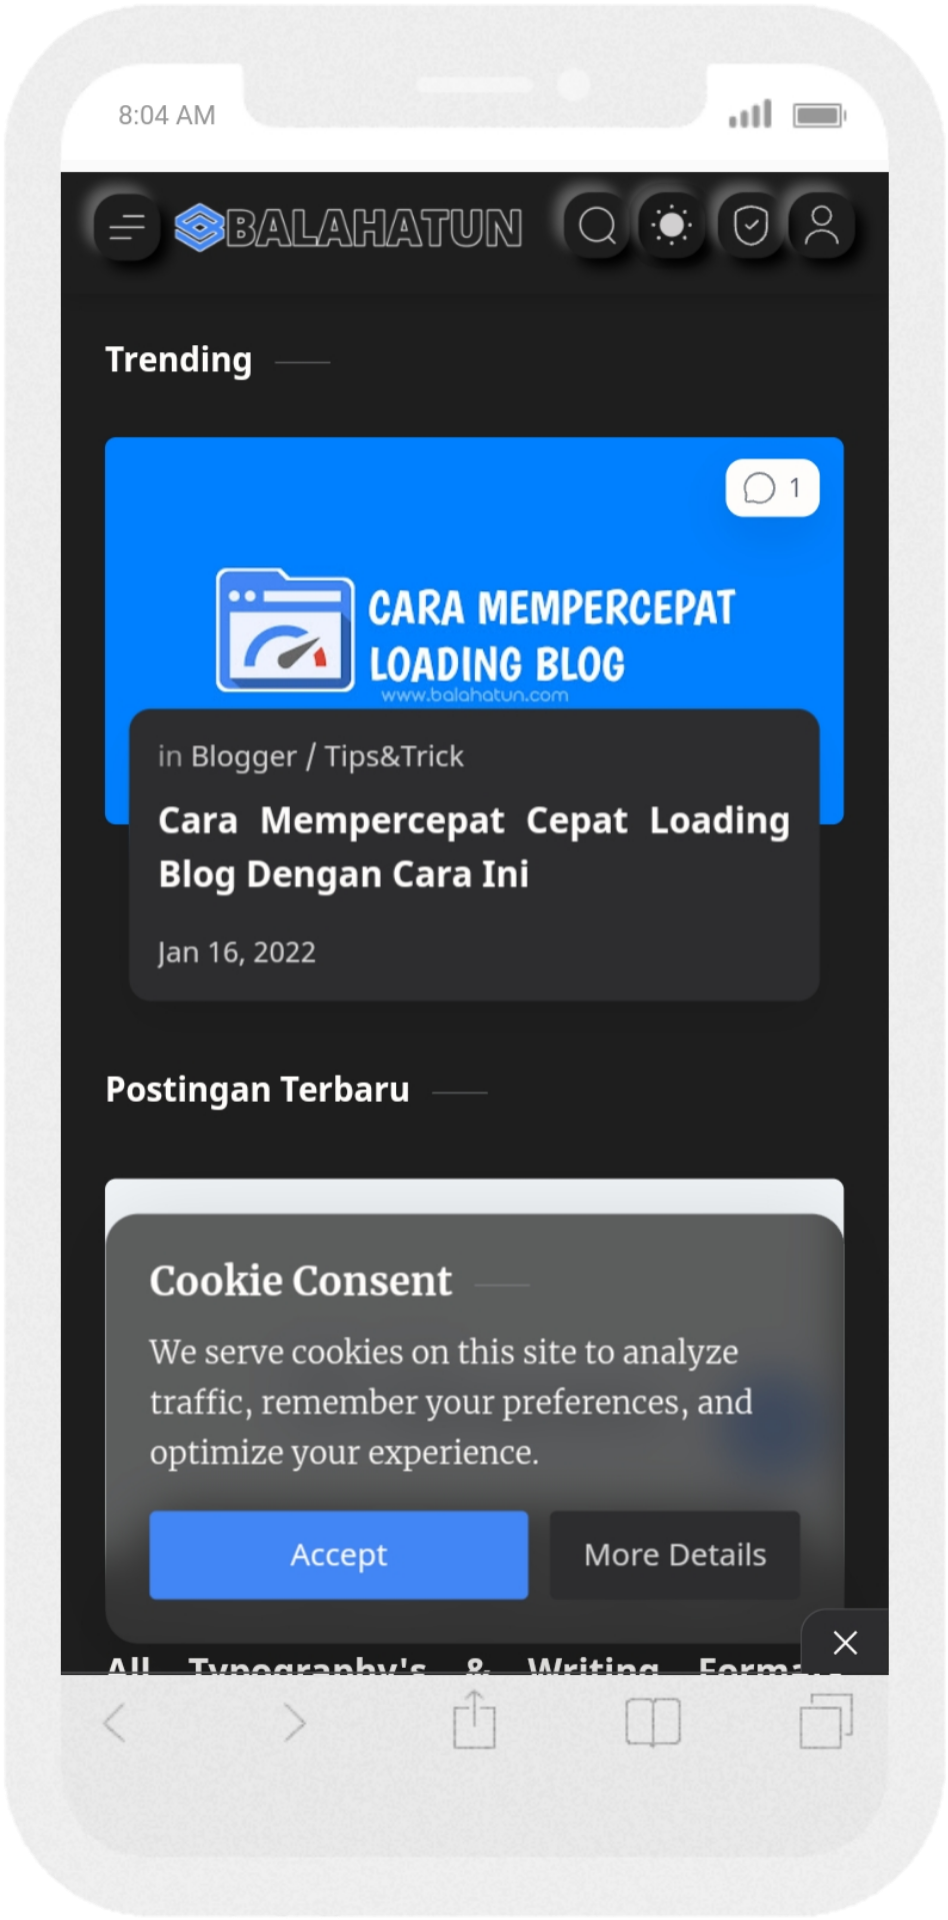 8:04 AM
BALAHATUN
Trending
1
CARA MEMPERCEPAT
LOADING BLOG
www.balahatun.com
in Blogger / Tips&Trick
Cara Mempercepat Cepat Loading
Blog Dengan Cara Ini
Jan 16, 2022
Postingan Terbaru
Cookie Consent
We serve cookies on this site to analyze
traffic, remember your preferences, and
optimize your experience.
Accept
More Details
All Typography's & Writing